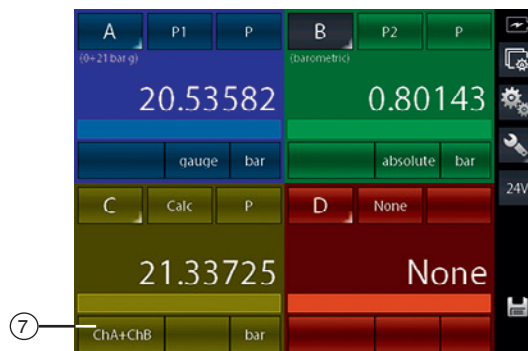 A P1 P
(0÷21 bar g)
20.53582
gauge bar
B P2 P
(barometric)
0.80143
absolute bar
C Calc P
21.33725
ChA+ChB bar
D None
None
24V
7